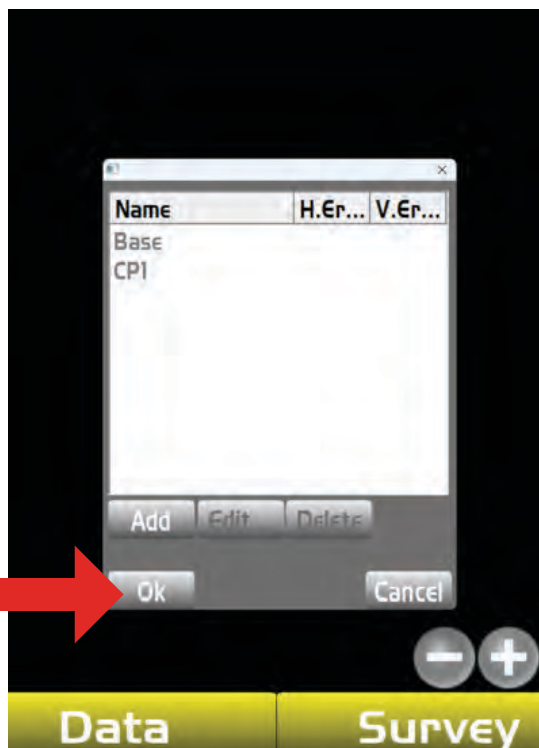 Name H.Er... V.Er...
Base
CP1
Add Edit Delete
Ok Cancel
Data Survey